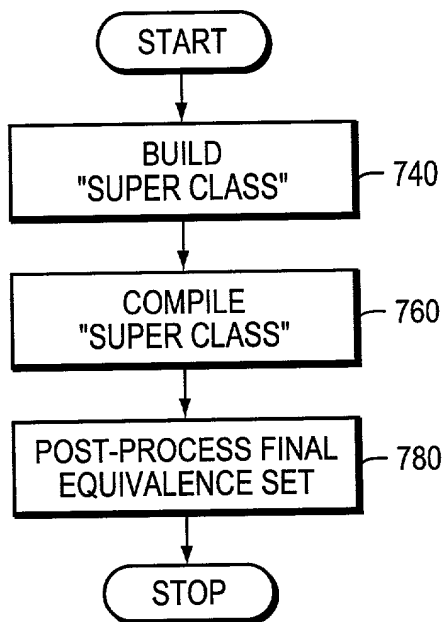 START
BUILD
"SUPER CLASS"
740
COMPILE
"SUPER CLASS"
760
POST-PROCESS FINAL
EQUIVALENCE SET
780
STOP